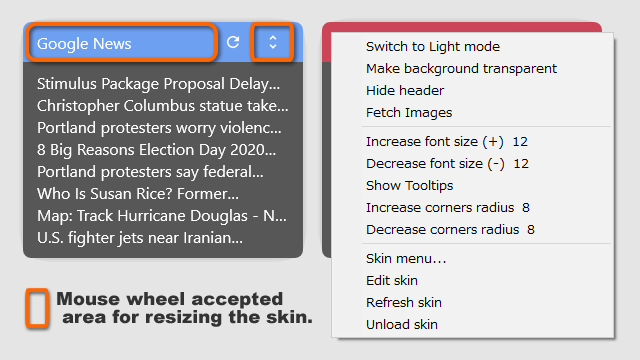 Google News
Stimulus Package Proposal Delay...
Christopher Columbus statue take...
Portland protesters worry violenc...
8 Big Reasons Election Day 2020...
Portland protesters say federal...
Who Is Susan Rice? Former...
Map: Track Hurricane Douglas - N...
U.S. fighter jets near Iranian...
Mouse wheel accepted
area for resizing the skin.
Switch to Light mode
Make background transparent
Hide header
Fetch Images
Increase font size (+) 12
Decrease font size (-) 12
Show Tooltips
Increase corners radius 8
Decrease corners radius 8
Skin menu...
Edit skin
Refresh skin
Unload skin